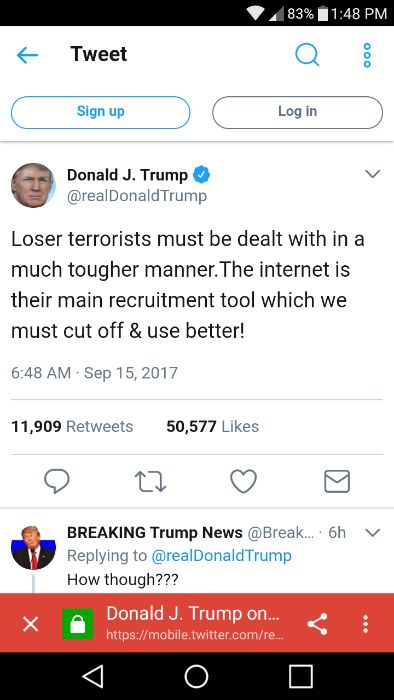 83% 1:48 PM
Tweet
Sign up
Log in
Donald J. Trump
@realDonaldTrump
Loser terrorists must be dealt with in a
much tougher manner.The internet is
their main recruitment tool which we
must cut off & use better!
6:48 AM · Sep 15, 2017
11,909 Retweets 50,577 Likes
BREAKING Trump News @Break... · 6h
Replying to @realDonaldTrump
How though???
Donald J. Trump on...
https://mobile.twitter.com/re...